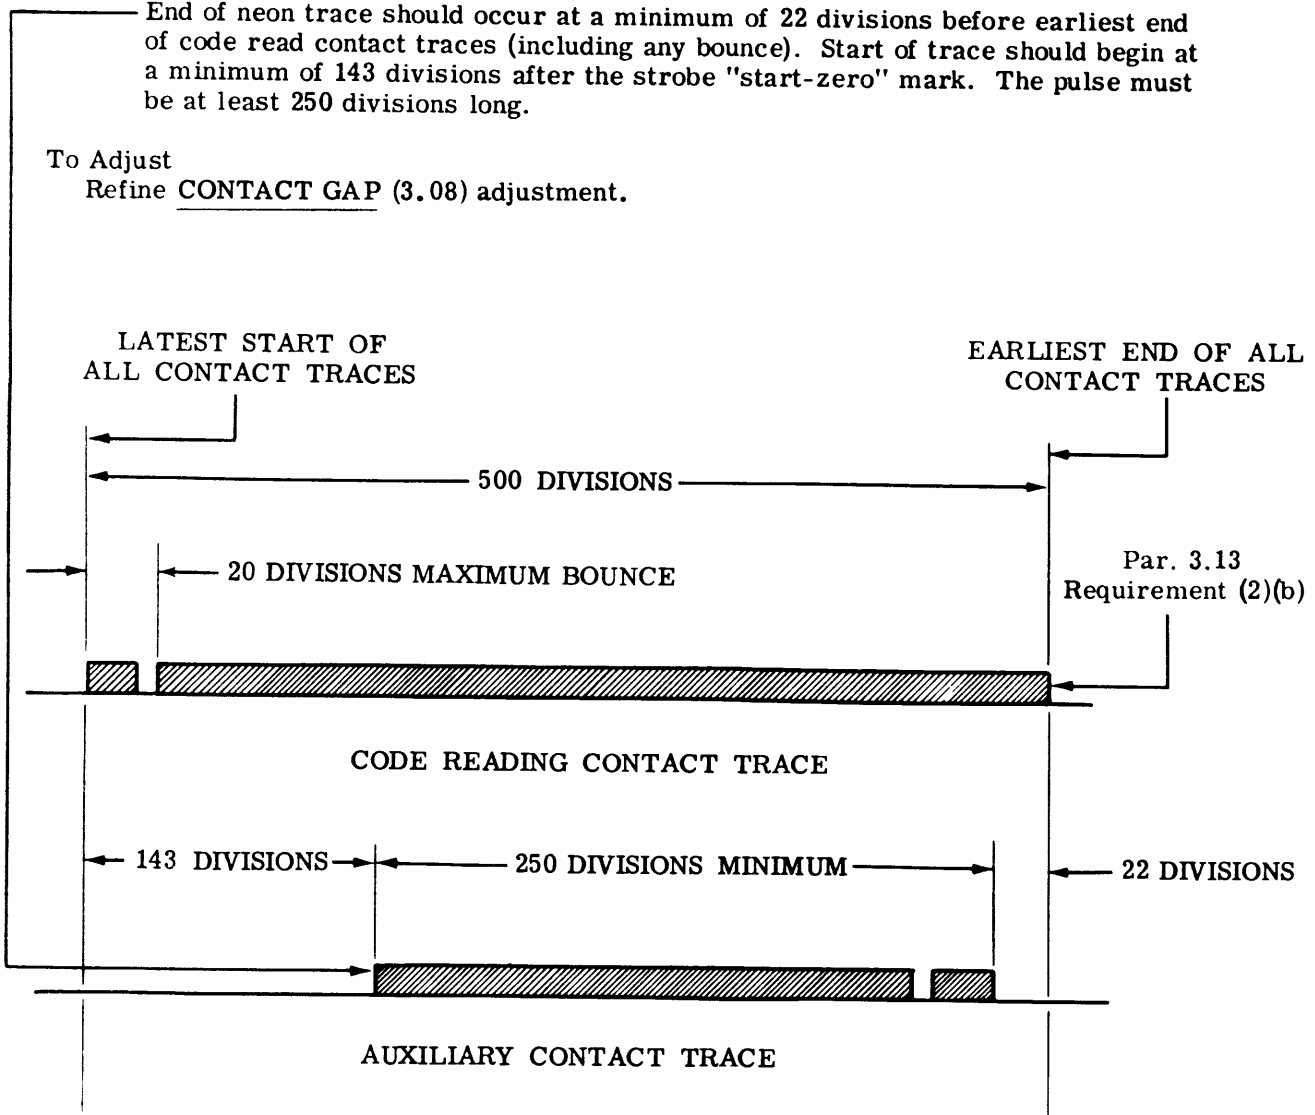 End of neon trace should occur at a minimum of 22 divisions before earliest end
of code read contact traces (including any bounce). Start of trace should begin at
a minimum of 143 divisions after the strobe "start-zero" mark. The pulse must
be at least 250 divisions long.
To Adjust
Refine CONTACT GAP (3.08) adjustment.
LATEST START OF
ALL CONTACT TRACES
EARLIEST END OF ALL
CONTACT TRACES
500 DIVISIONS
20 DIVISIONS MAXIMUM BOUNCE
Par. 3.13
Requirement (2)(b)
CODE READING CONTACT TRACE
143 DIVISIONS
250 DIVISIONS MINIMUM
22 DIVISIONS
AUXILIARY CONTACT TRACE